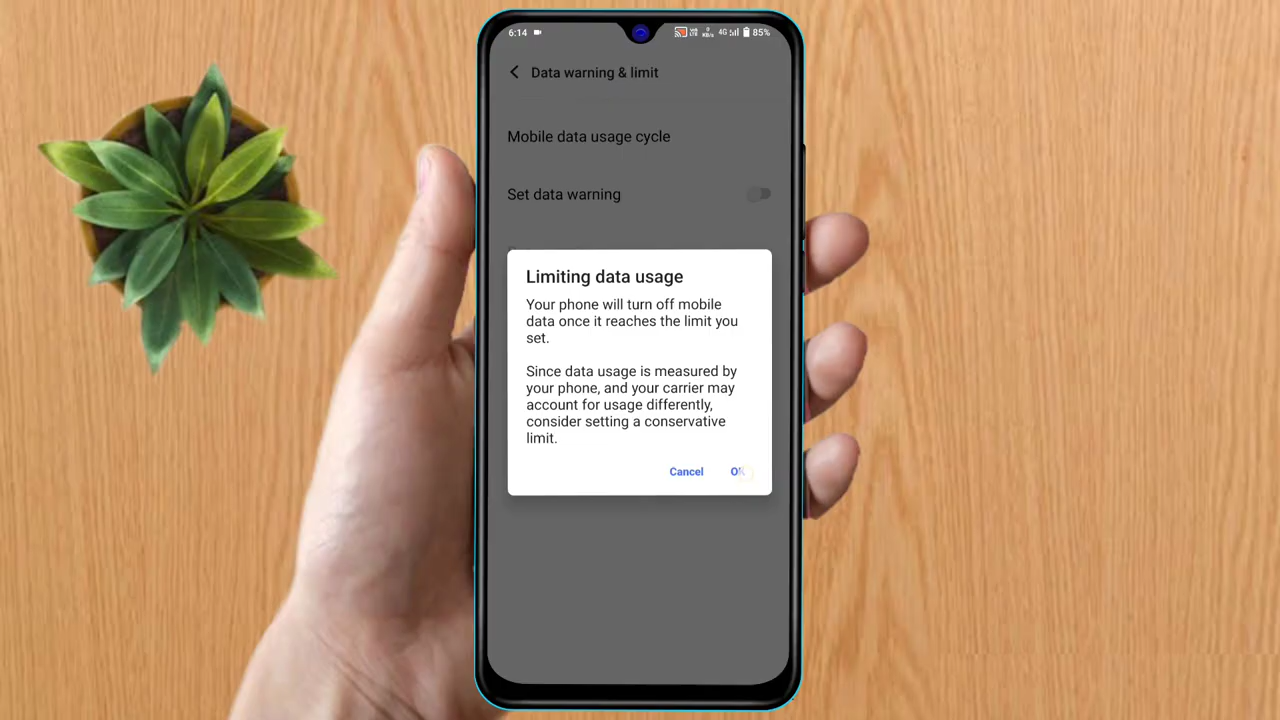 6:14
4G 85%
Data warning & limit
Mobile data usage cycle
Set data warning
Limiting data usage
Your phone will turn off mobile
data once it reaches the limit you
set.
Since data usage is measured by
your phone, and your carrier may
account for usage differently,
consider setting a conservative
limit.
Cancel OK